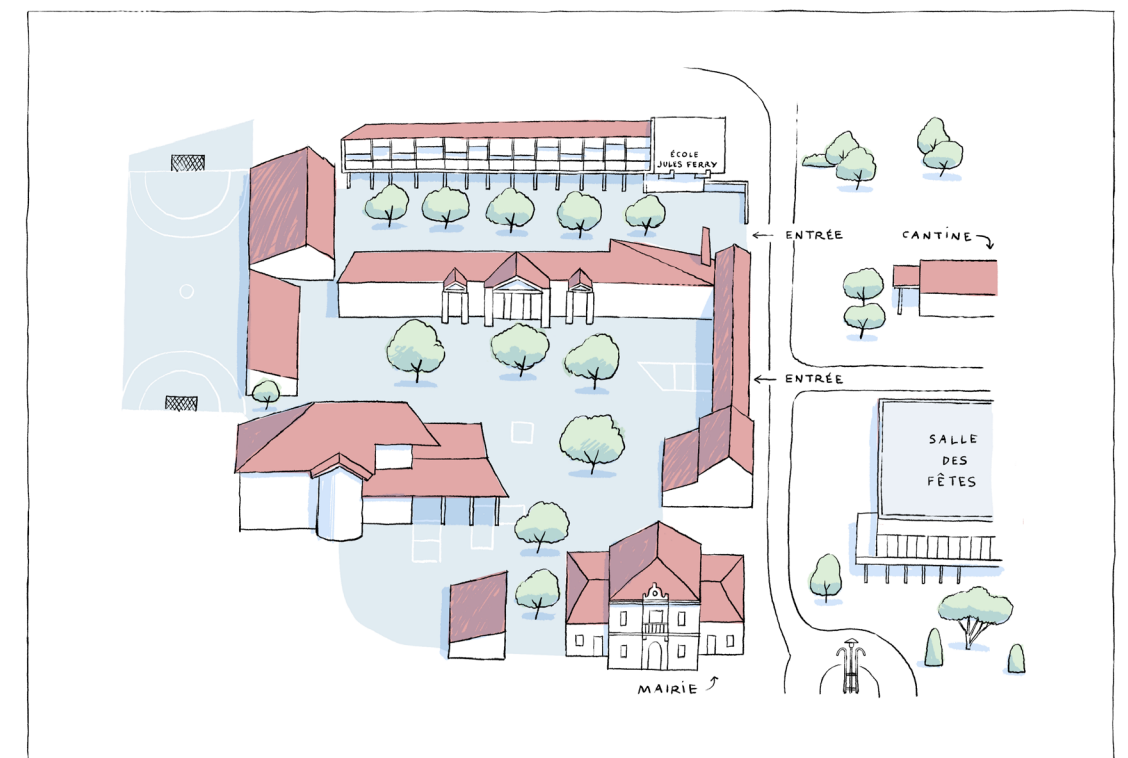 ÉCOLE
JULES FERRY
← ENTRÉE
CANTINE
← ENTRÉE
SALLE
DES
FÊTES
MAIRIE